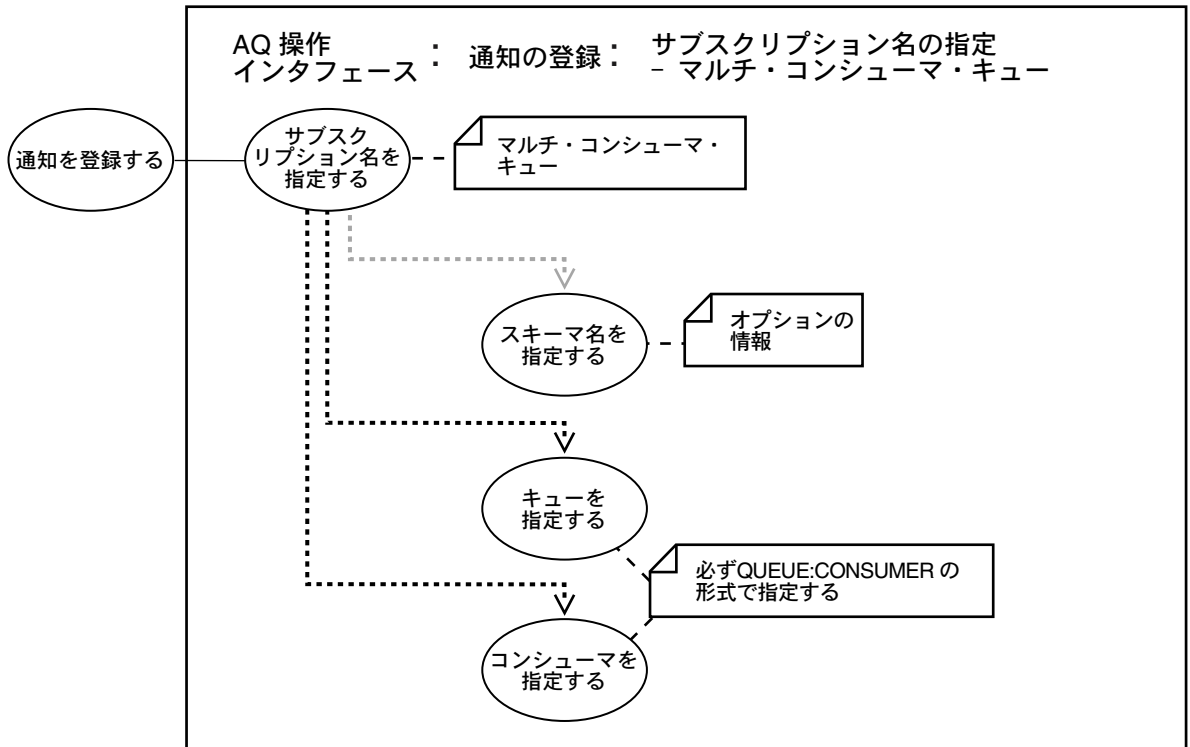 AQ 操作
インタフェース : 通知の登録 : サブスクリプション名の指定
− マルチ・コンシューマ・キュー
通知を登録する
サブスク
リプション名を
指定する
マルチ・コンシューマ・
キュー
スキーマ名を
指定する
オプションの
情報
キューを
指定する
必ずQUEUE:CONSUMER の
形式で指定する
コンシューマを
指定する